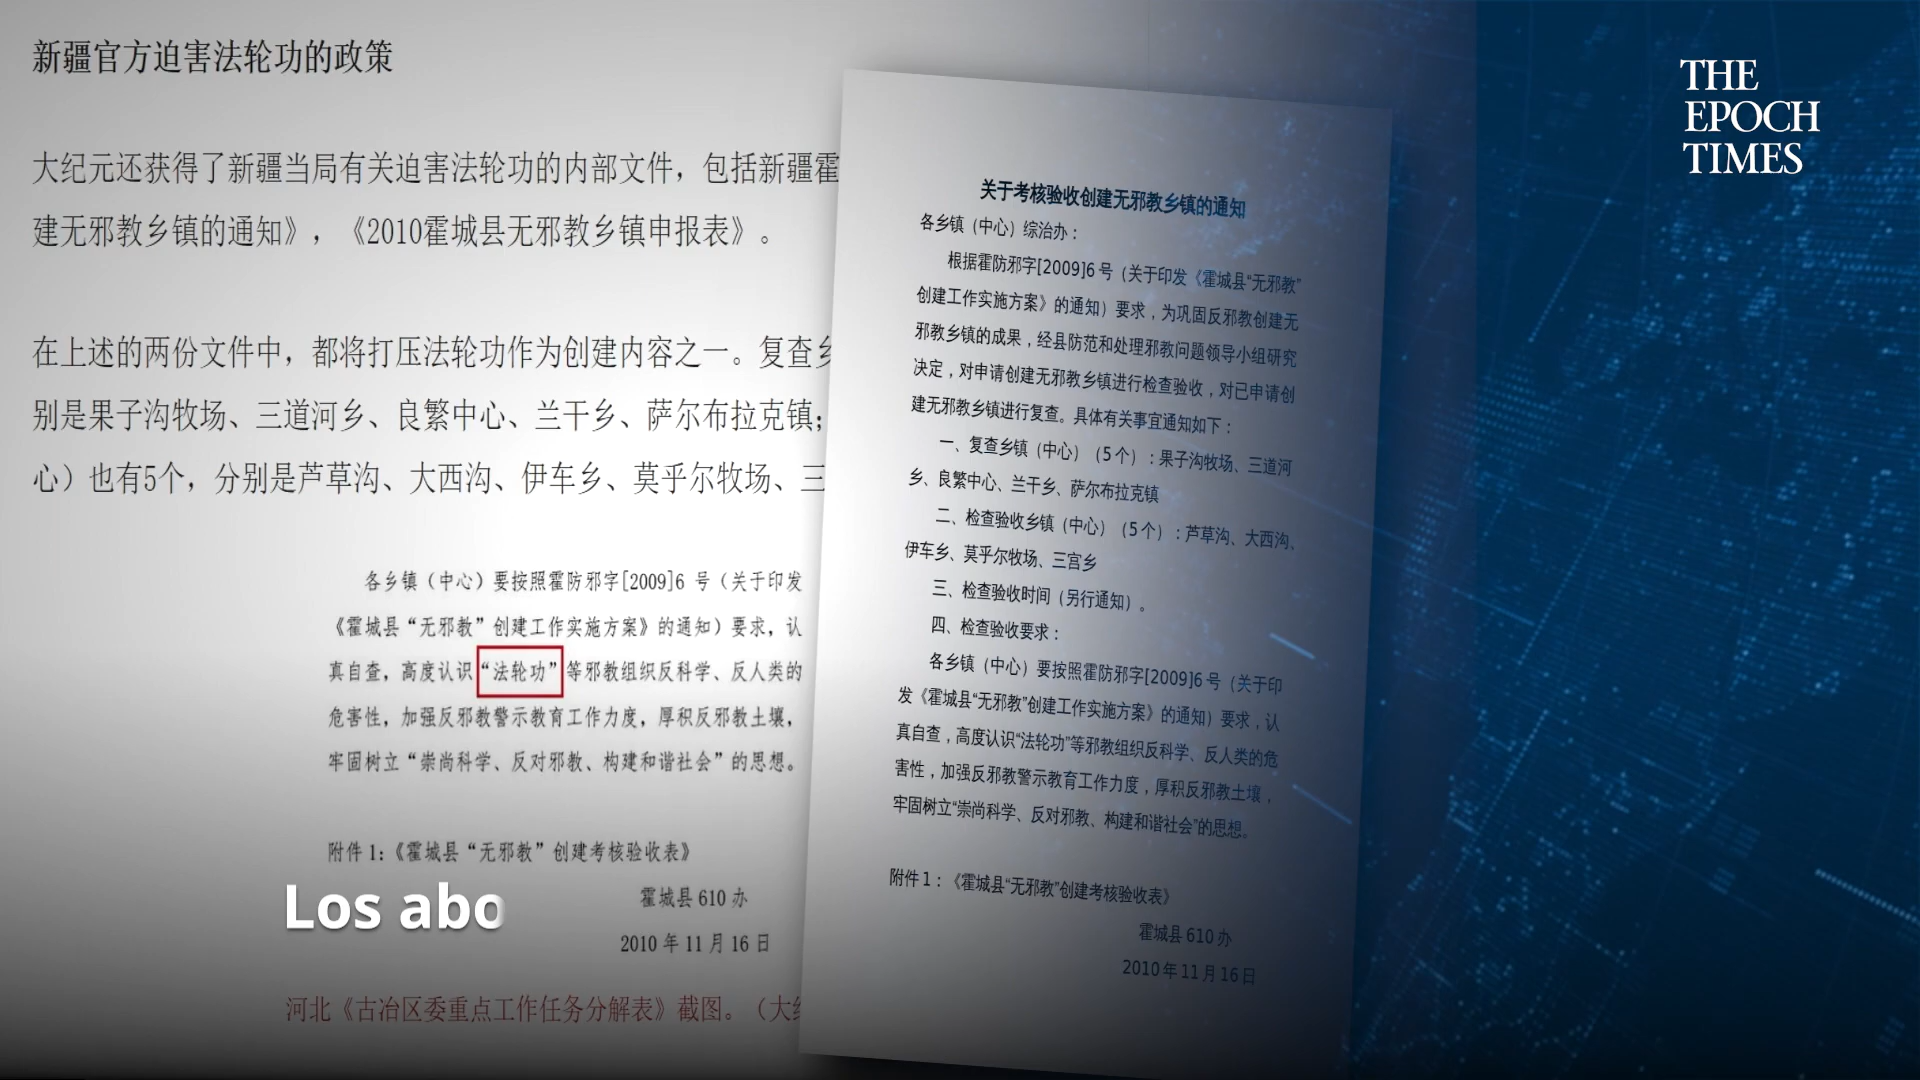 新疆官方迫害法轮功的政策
大纪元还获得了新疆当局有关迫害法轮功的内部文件，包括新疆霍
建无邪教乡镇的通知》，《2010霍城县无邪教乡镇申报表》。
在上述的两份文件中，都将打压法轮功作为创建内容之一。复查乡
别是果子沟牧场、三道河乡、良繁中心、兰干乡、萨尔布拉克镇；
心）也有5个，分别是芦草沟、大西沟、伊车乡、莫乎尔牧场、三
各乡镇（中心）要按照霍防邪字[2009]6 号（关于印发
《霍城县“无邪教”创建工作实施方案》的通知）要求，认
真自查，高度认识“法轮功”等邪教组织反科学、反人类的
危害性，加强反邪教警示教育工作力度，厚积反邪教土壤，
牢固树立“崇尚科学、反对邪教、构建和谐社会”的思想。
附件 1:《霍城县“无邪教”创建考核验收表》
霍城县 610 办
2010 年 11 月 16 日
河北《古冶区委重点工作任务分解表》截图。（大纪
Los abo
关于考核验收创建无邪教乡镇的通知
各乡镇（中心）综治办：
根据霍防邪字[2009]6 号（关于印发《霍城县“无邪教”
创建工作实施方案》的通知）要求，为巩固反邪教创建无
邪教乡镇的成果，经县防范和处理邪教问题领导小组研究
决定，对申请创建无邪教乡镇进行检查验收，对已申请创
建无邪教乡镇进行复查。具体有关事宜通知如下：
一、复查乡镇（中心）（5 个）：果子沟牧场、三道河
乡、良繁中心、兰干乡、萨尔布拉克镇
二、检查验收乡镇（中心）（5 个）：芦草沟、大西沟、
伊车乡、莫乎尔牧场、三宫乡
三、检查验收时间（另行通知）。
四、检查验收要求：
各乡镇（中心）要按照霍防邪字[2009]6 号（关于印
发《霍城县“无邪教”创建工作实施方案》的通知）要求，认
真自查，高度认识“法轮功”等邪教组织反科学、反人类的危
害性，加强反邪教警示教育工作力度，厚积反邪教土壤，
牢固树立“崇尚科学、反对邪教、构建和谐社会”的思想。
附件 1：《霍城县“无邪教”创建考核验收表》
霍城县 610 办
2010 年 11 月 16 日
THE
EPOCH
TIMES